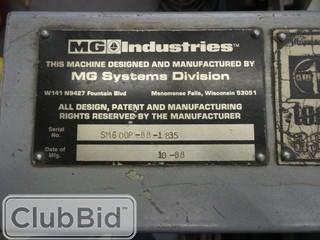 MG Industries™
THIS MACHINE DESIGNED AND MANUFACTURED BY
MG Systems Division
W141 N9427 Fountain Blvd Menomonee Falls, Wisconsin 53051
ALL DESIGN, PATENT AND MANUFACTURING
RIGHTS RESERVED BY THE MANUFACTURER
Serial No. SM600P-88-1835
Date of Mfg. 10-88
ClubBid™